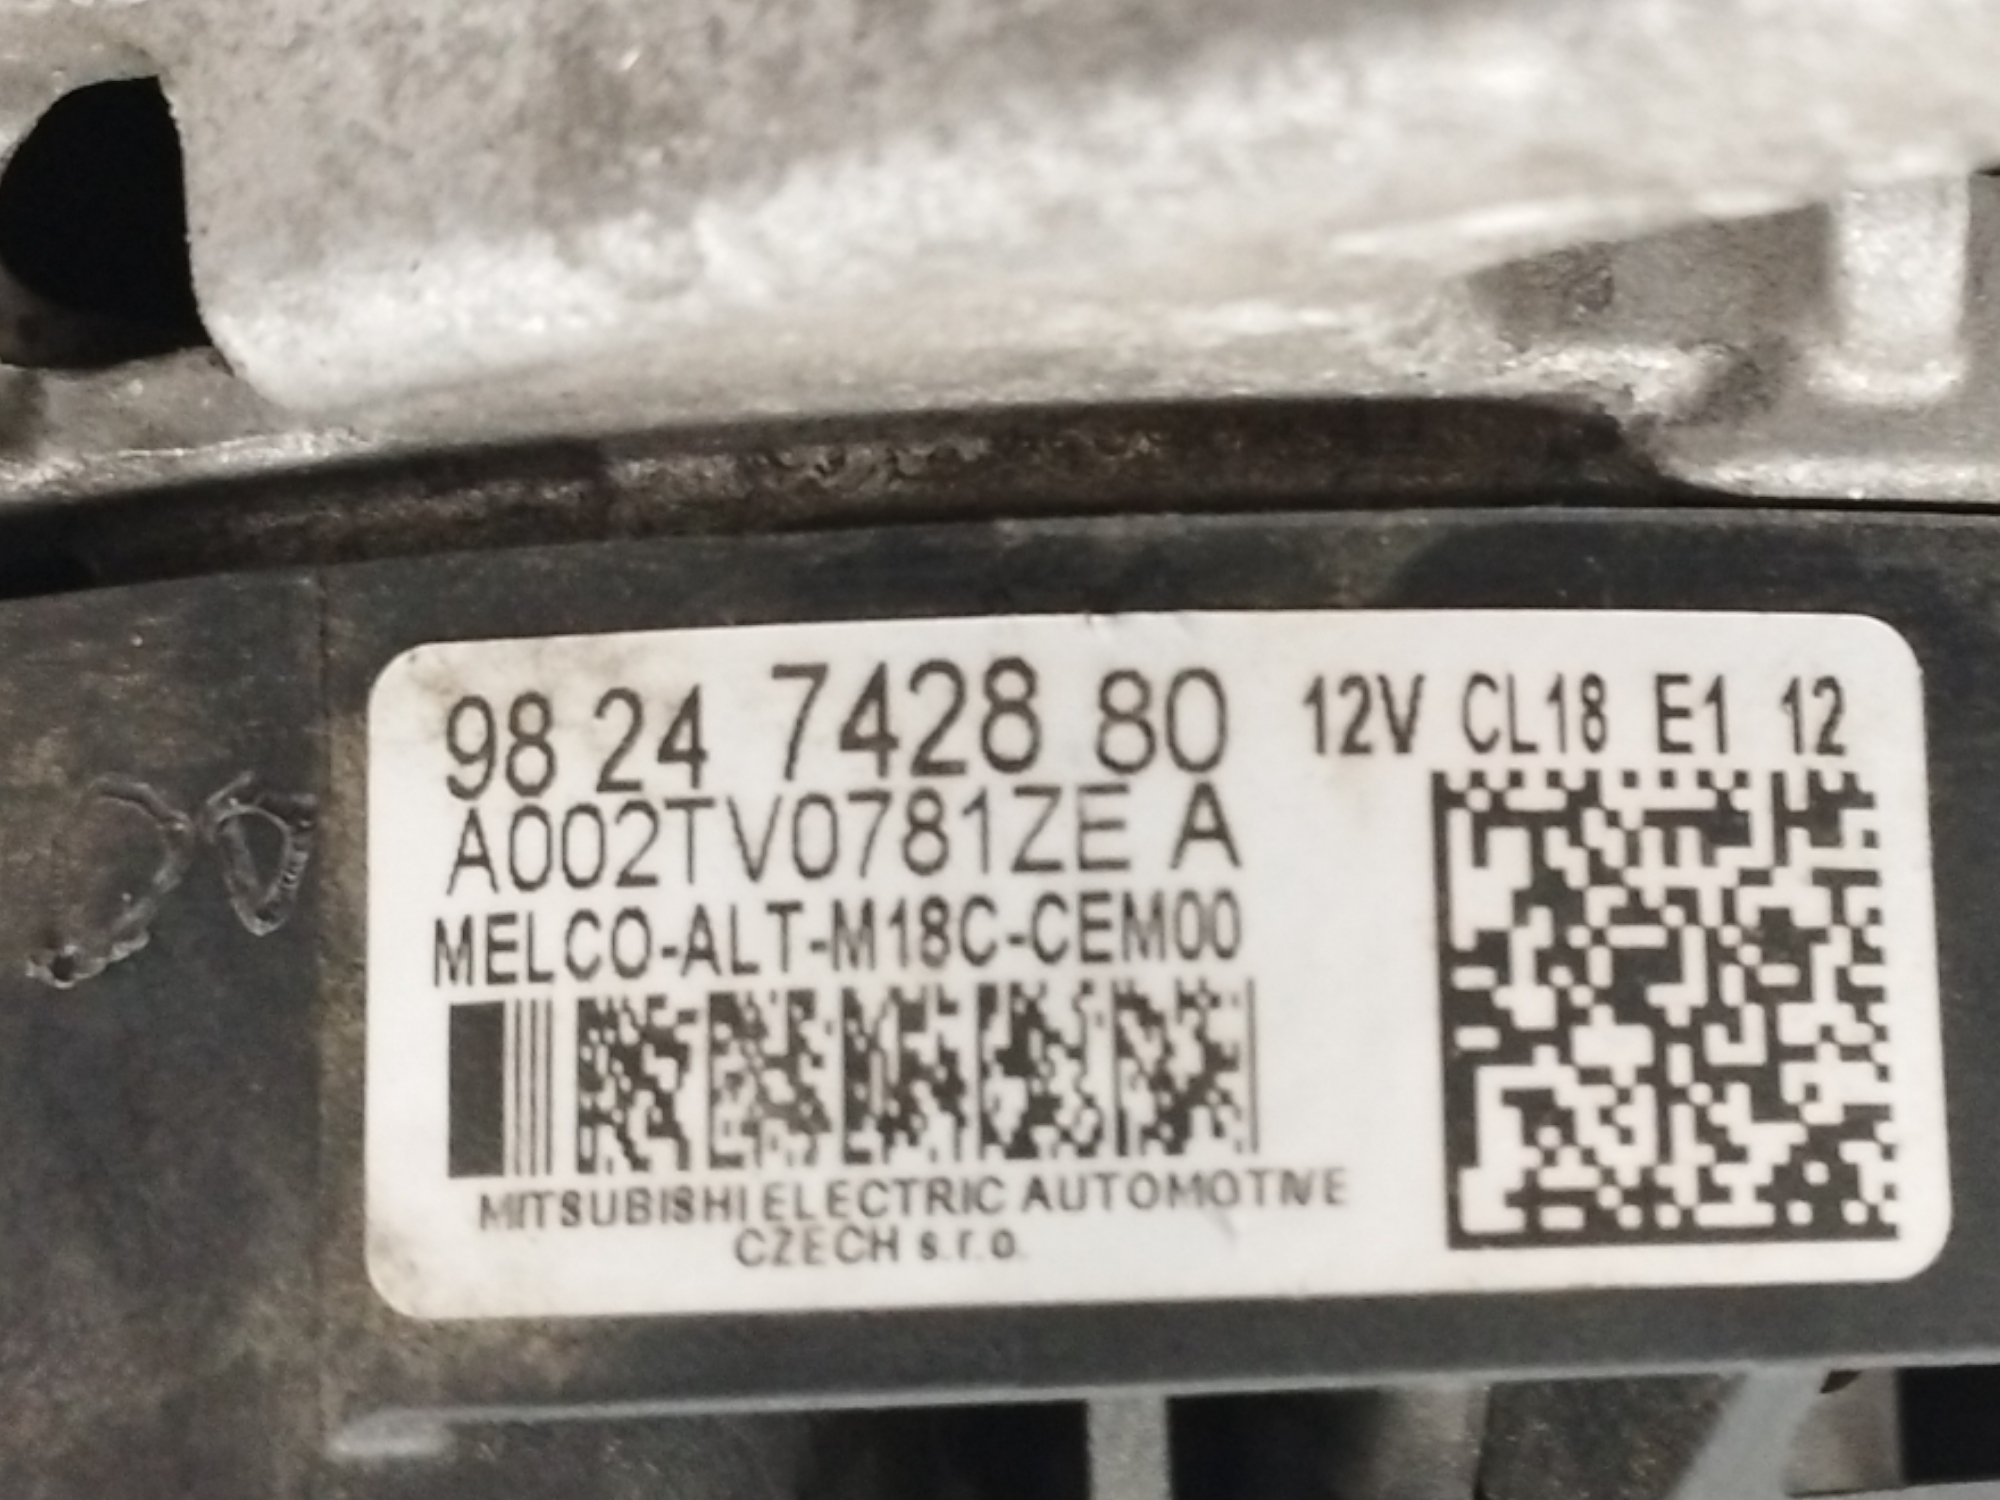 98 24 7428 80 12V CL18 E1 12
A002TV0781ZE A
MELCO-ALT-M18C-CEM00
MITSUBISHI ELECTRIC AUTOMOTIVE
CZECH s.r.o.